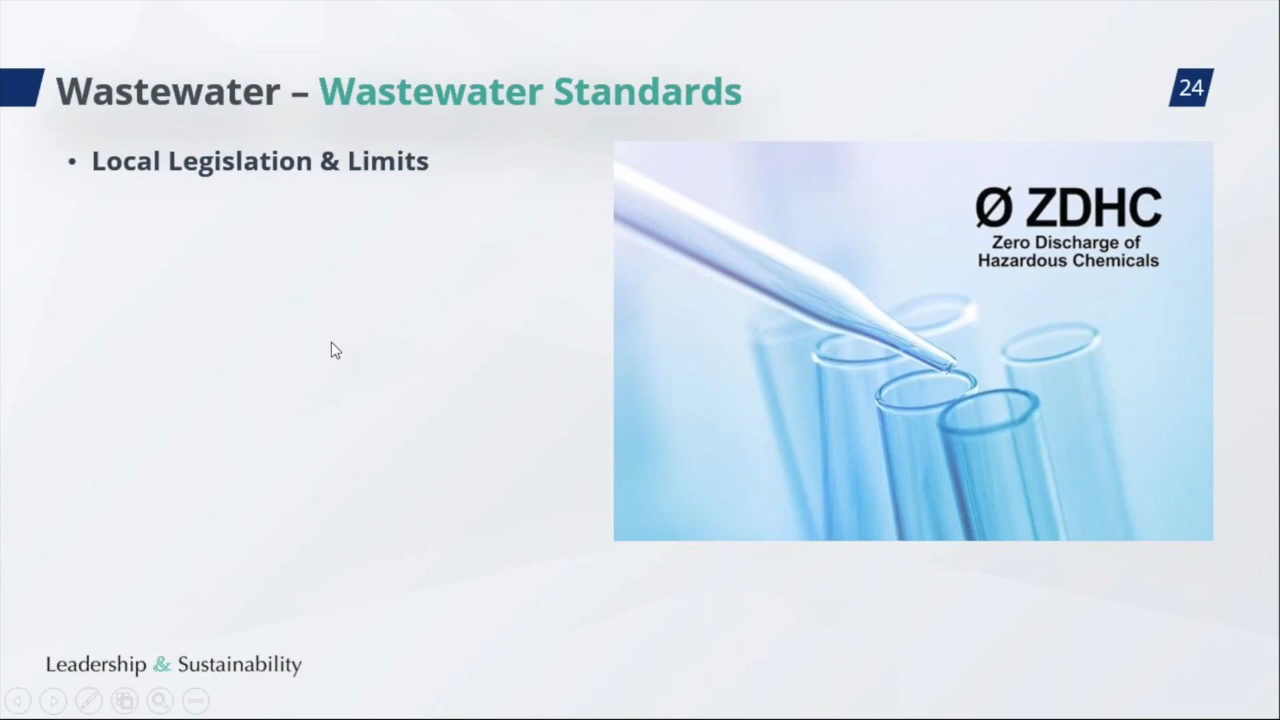 Wastewater – Wastewater Standards
24
• Local Legislation & Limits
Ø ZDHC
Zero Discharge of
Hazardous Chemicals
Leadership & Sustainability